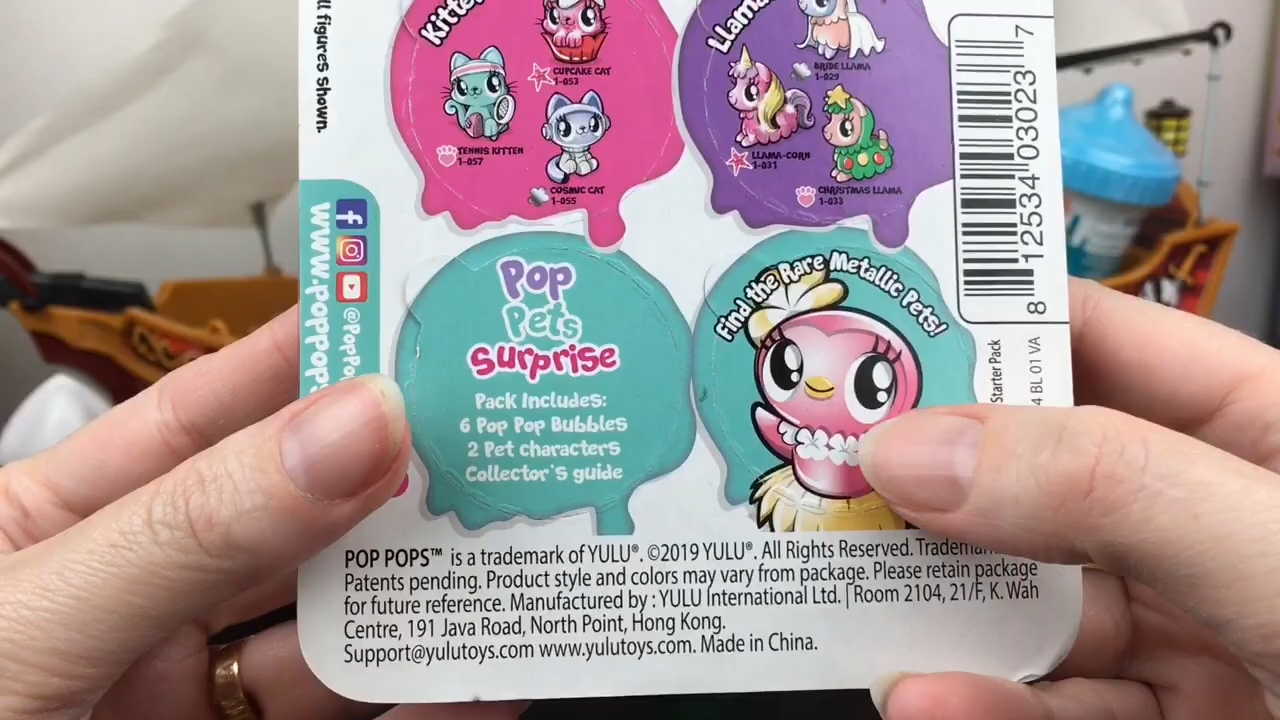 ll figures shown.
Kitte
CUPCAKE CAT
1-053
TENNIS KITTEN
1-057
COSMIC CAT
1-055
Llama
BRIDE LLAMA
1-029
LLAMA-CORN
1-031
CHRISTMAS LLAMA
1-033
8 12534 03023 7
www.poppops
@PopPo
Pop
Pets
Surprise
Pack Includes:
6 Pop Pop Bubbles
2 Pet characters
Collector's guide
Find the Rare Metallic Pets!
Starter Pack
4 BL 01 VA
POP POPS™ is a trademark of YULU®. ©2019 YULU®. All Rights Reserved. Tradema
Patents pending. Product style and colors may vary from package. Please retain package
for future reference. Manufactured by : YULU International Ltd. | Room 2104, 21/F, K. Wah
Centre, 191 Java Road, North Point, Hong Kong.
Support@yulutoys.com www.yulutoys.com. Made in China.